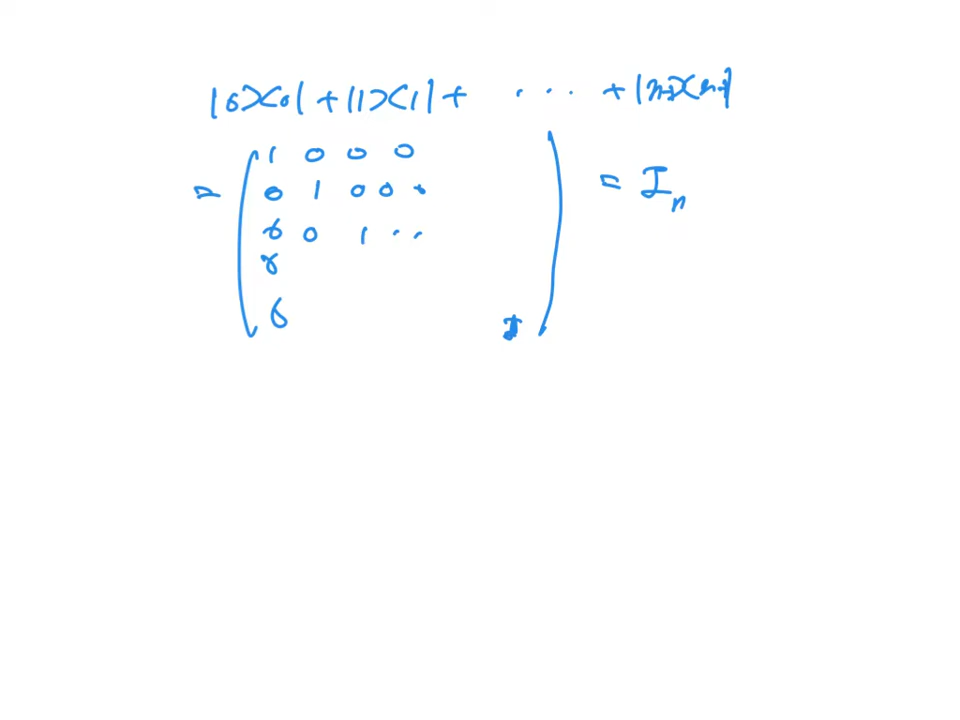 |0⟩⟨0| + |1⟩⟨1| + ... + |n-1⟩⟨n-1|
= ( 1 0 0 0
0 1 0 0 .
0 0 1 . .
0
0 1 ) = I_n